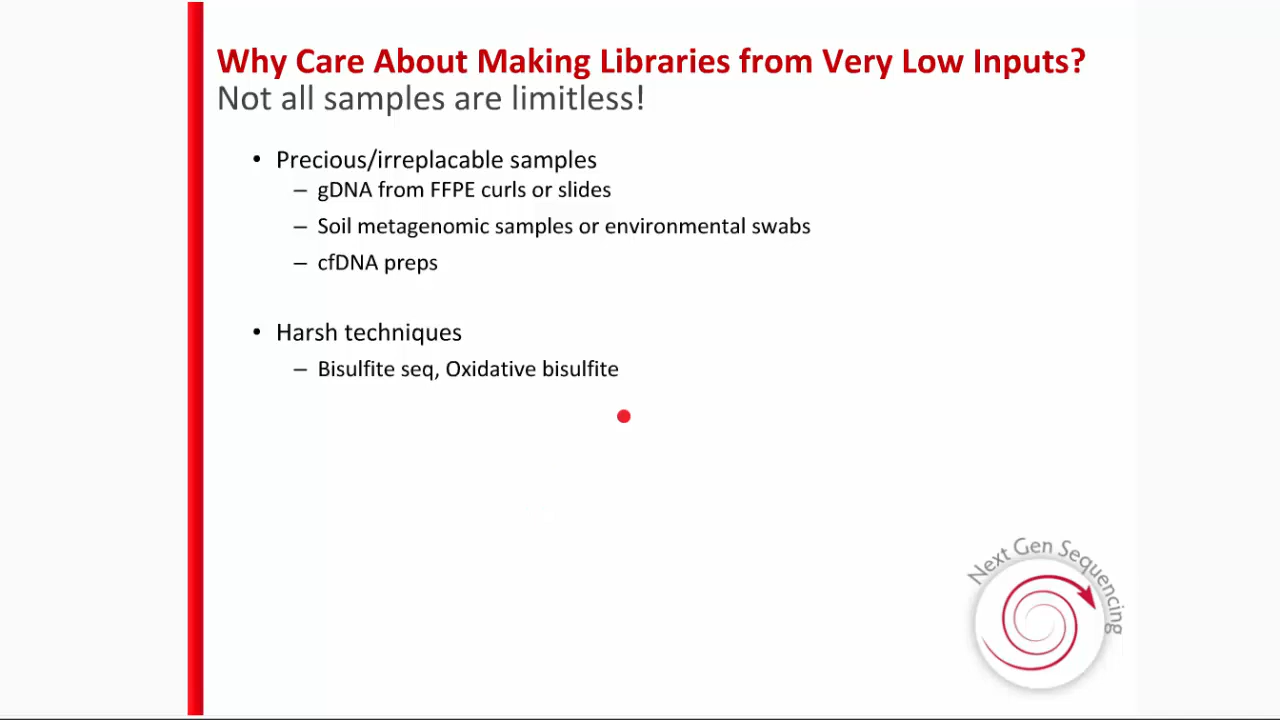 Why Care About Making Libraries from Very Low Inputs?
Not all samples are limitless!
• Precious/irreplacable samples
– gDNA from FFPE curls or slides
– Soil metagenomic samples or environmental swabs
– cfDNA preps
• Harsh techniques
– Bisulfite seq, Oxidative bisulfite
Next Gen Sequencing